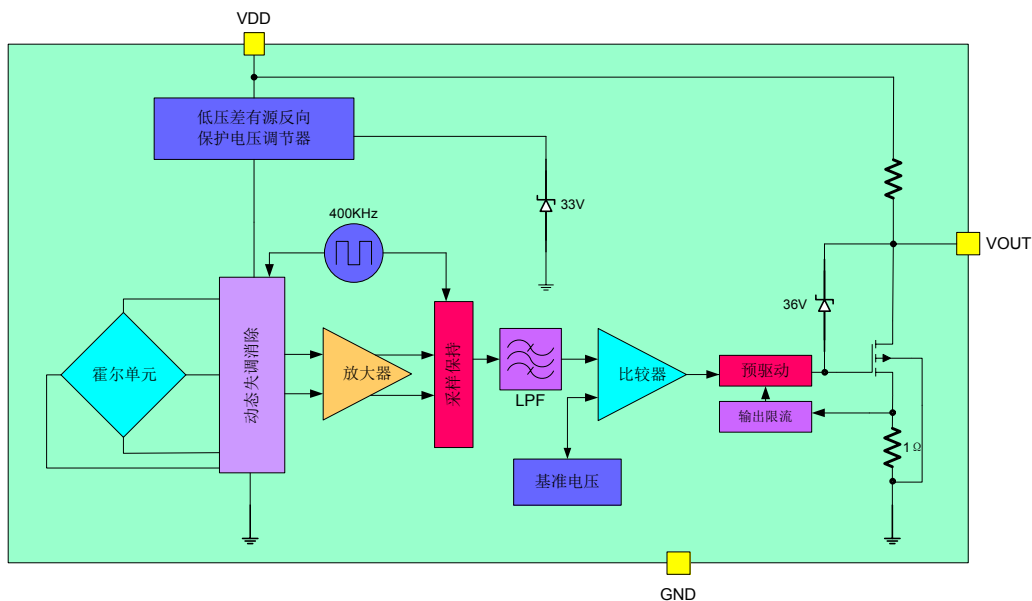 VDD
低压差有源反向
保护电压调节器
400KHz
33V
VOUT
36V
霍尔单元
动态失调消除
放大器
采样保持
LPF
比较器
预驱动
输出限流
1Ω
基准电压
GND